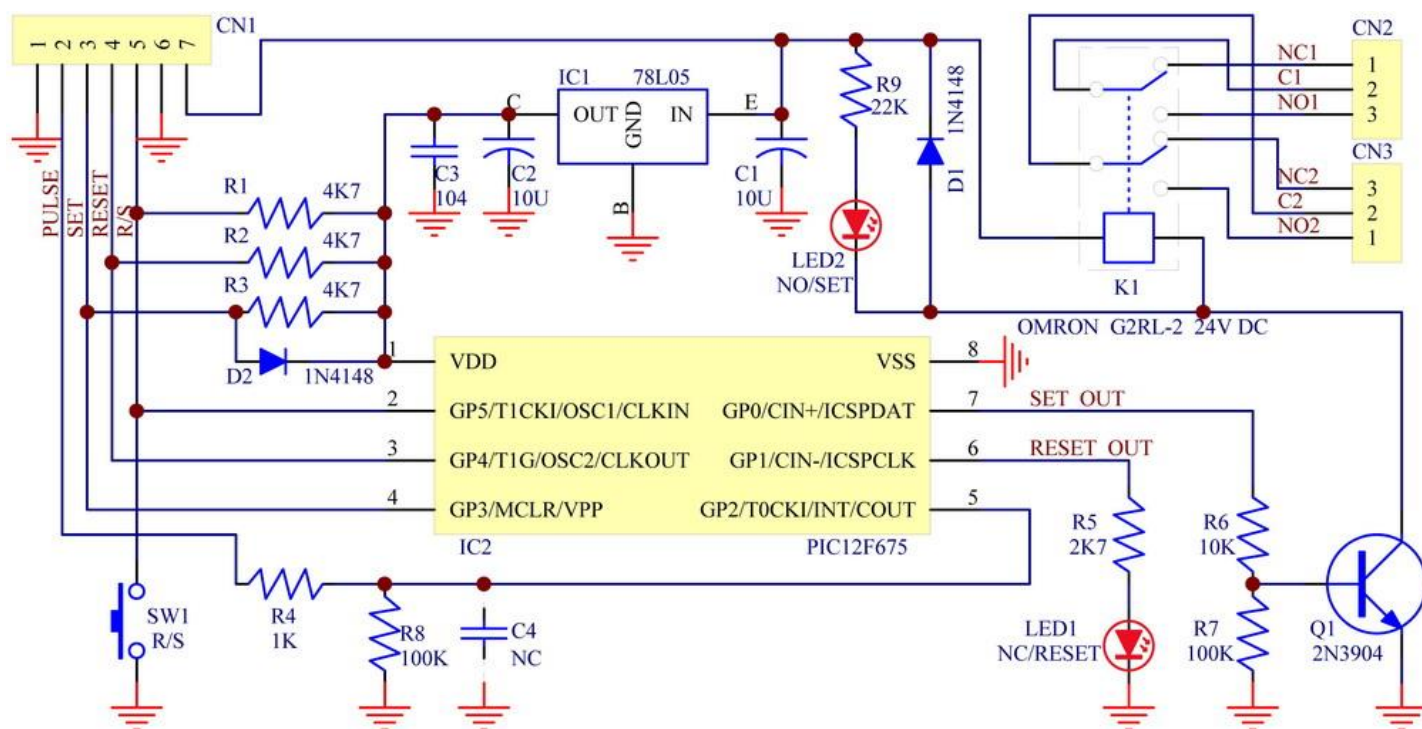 CN1
1 2 3 4 5 6 7
PULSE
SET
RESET
R/S
R1 4K7
R2 4K7
R3 4K7
D2 1N4148
C3
104
C2
10U
C
IC1 78L05
OUT GND IN
E
B
C1
10U
R9
22K
LED2
NO/SET
1N4148
D1
K1
OMRON G2RL-2 24V DC
NC1
C1
NO1
CN2
1
2
3
CN3
NC2
C2
NO2
3
2
1
1 VDD
2 GP5/T1CKI/OSC1/CLKIN
3 GP4/T1G/OSC2/CLKOUT
4 GP3/MCLR/VPP
VSS 8
GP0/CIN+/ICSPDAT 7
GP1/CIN-/ICSPCLK 6
GP2/T0CKI/INT/COUT 5
IC2 PIC12F675
SET OUT
RESET OUT
SW1
R/S
R4
1K
R8
100K
C4
NC
R5
2K7
LED1
NC/RESET
R6
10K
R7
100K
Q1
2N3904